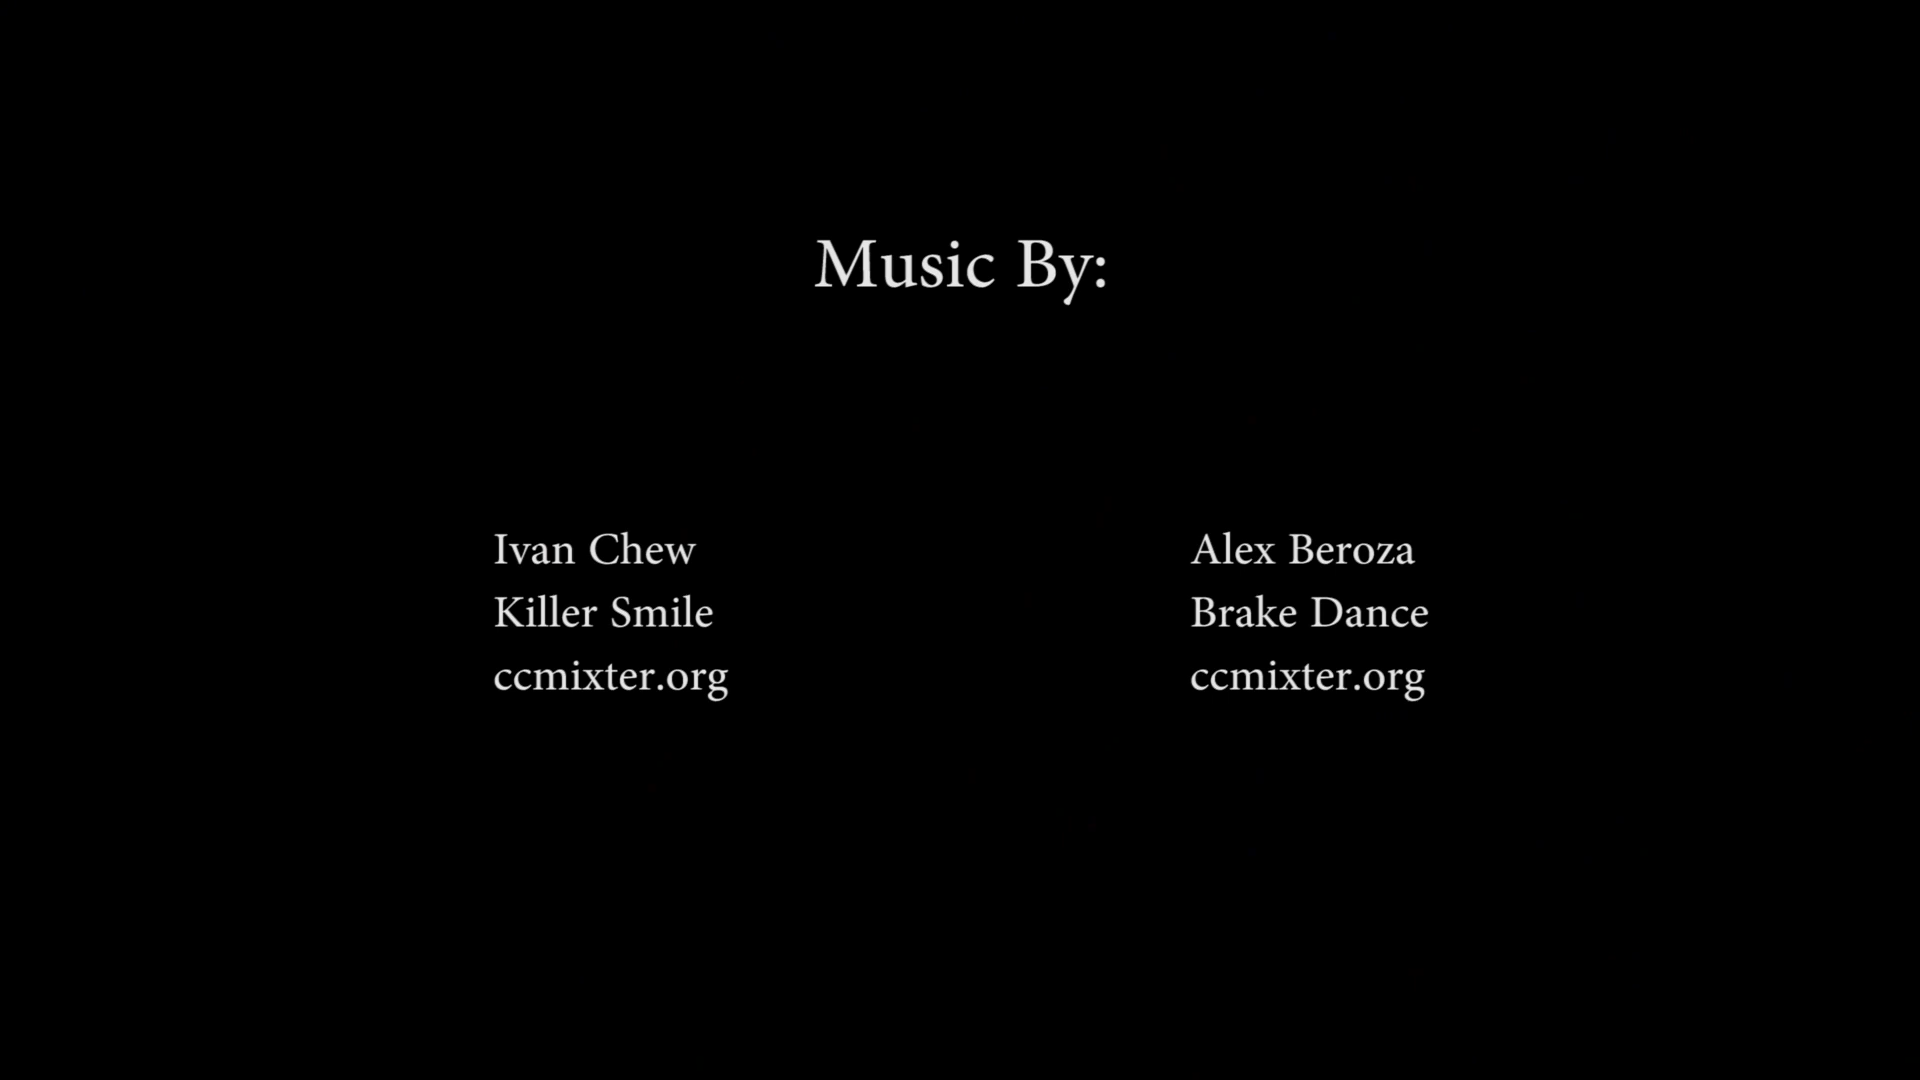 Music By:
Ivan Chew
Killer Smile
ccmixter.org
Alex Beroza
Brake Dance
ccmixter.org